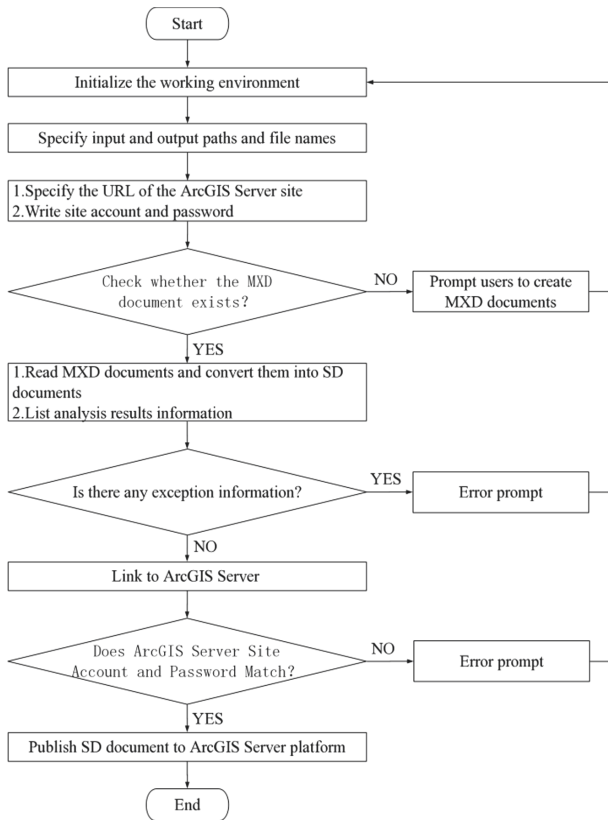 Start
Initialize the working environment
Specify input and output paths and file names
1.Specify the URL of the ArcGIS Server site
2.Write site account and password
Check whether the MXD
document exists?
NO
Prompt users to create
MXD documents
YES
1.Read MXD documents and convert them into SD
documents
2.List analysis results information
Is there any exception information?
YES
Error prompt
NO
Link to ArcGIS Server
Does ArcGIS Server Site
Account and Password Match?
NO
Error prompt
YES
Publish SD document to ArcGIS Server platform
End